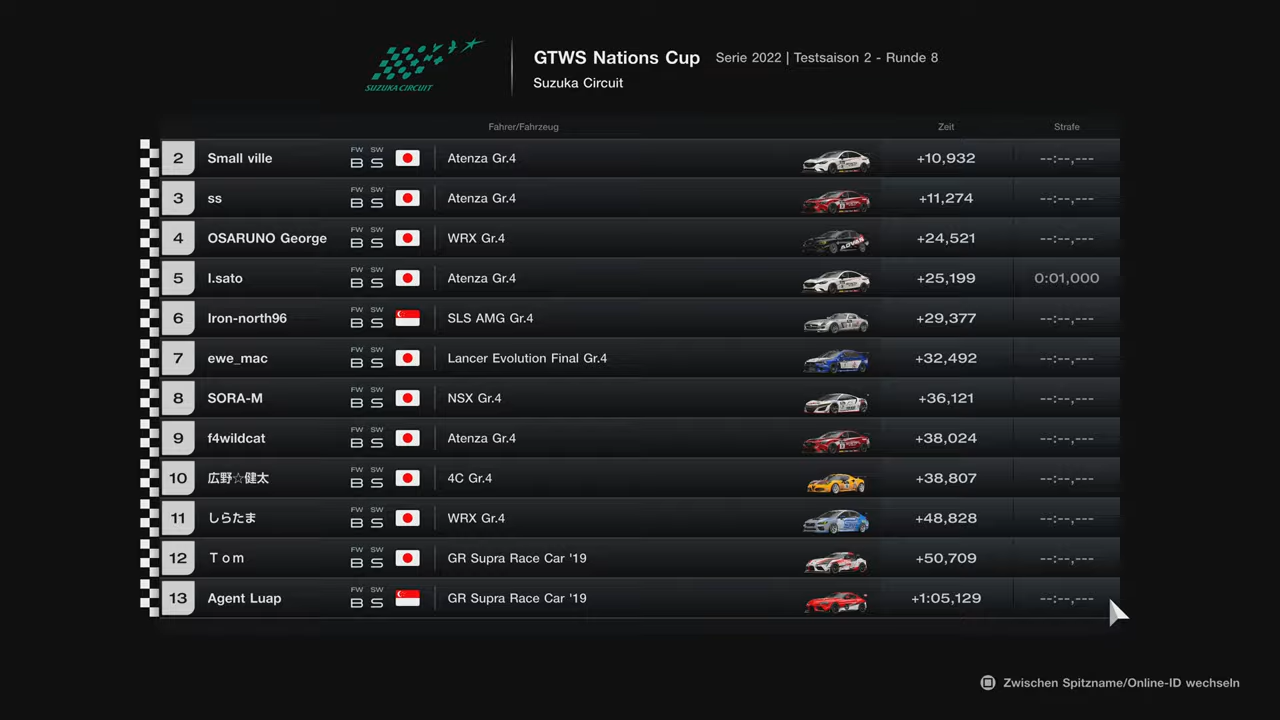 SUZUKA CIRCUIT
GTWS Nations Cup Serie 2022 | Testsaison 2 - Runde 8
Suzuka Circuit
Fahrer/Fahrzeug Zeit Strafe
2 Small ville FW B SW S Atenza Gr.4 +10,932 --:--,---
3 ss FW B SW S Atenza Gr.4 +11,274 --:--,---
4 OSARUNO George FW B SW S WRX Gr.4 ADVAN +24,521 --:--,---
5 I.sato FW B SW S Atenza Gr.4 +25,199 0:01,000
6 Iron-north96 FW B SW S SLS AMG Gr.4 +29,377 --:--,---
7 ewe_mac FW B SW S Lancer Evolution Final Gr.4 +32,492 --:--,---
8 SORA-M FW B SW S NSX Gr.4 +36,121 --:--,---
9 f4wildcat FW B SW S Atenza Gr.4 +38,024 --:--,---
10 広野☆健太 FW B SW S 4C Gr.4 +38,807 --:--,---
11 しらたま FW B SW S WRX Gr.4 +48,828 --:--,---
12 Ｔｏｍ FW B SW S GR Supra Race Car '19 +50,709 --:--,---
13 Agent Luap FW B SW S GR Supra Race Car '19 +1:05,129 --:--,---
Zwischen Spitzname/Online-ID wechseln